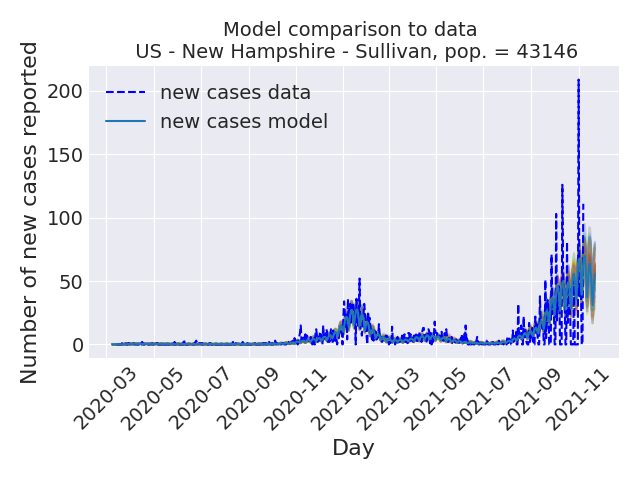 Model comparison to data
US - New Hampshire - Sullivan, pop. = 43146
Number of new cases reported
200
150
100
50
0
new cases data
new cases model
2020-03
2020-05
2020-07
2020-09
2020-11
2021-01
2021-03
2021-05
2021-07
2021-09
2021-11
Day